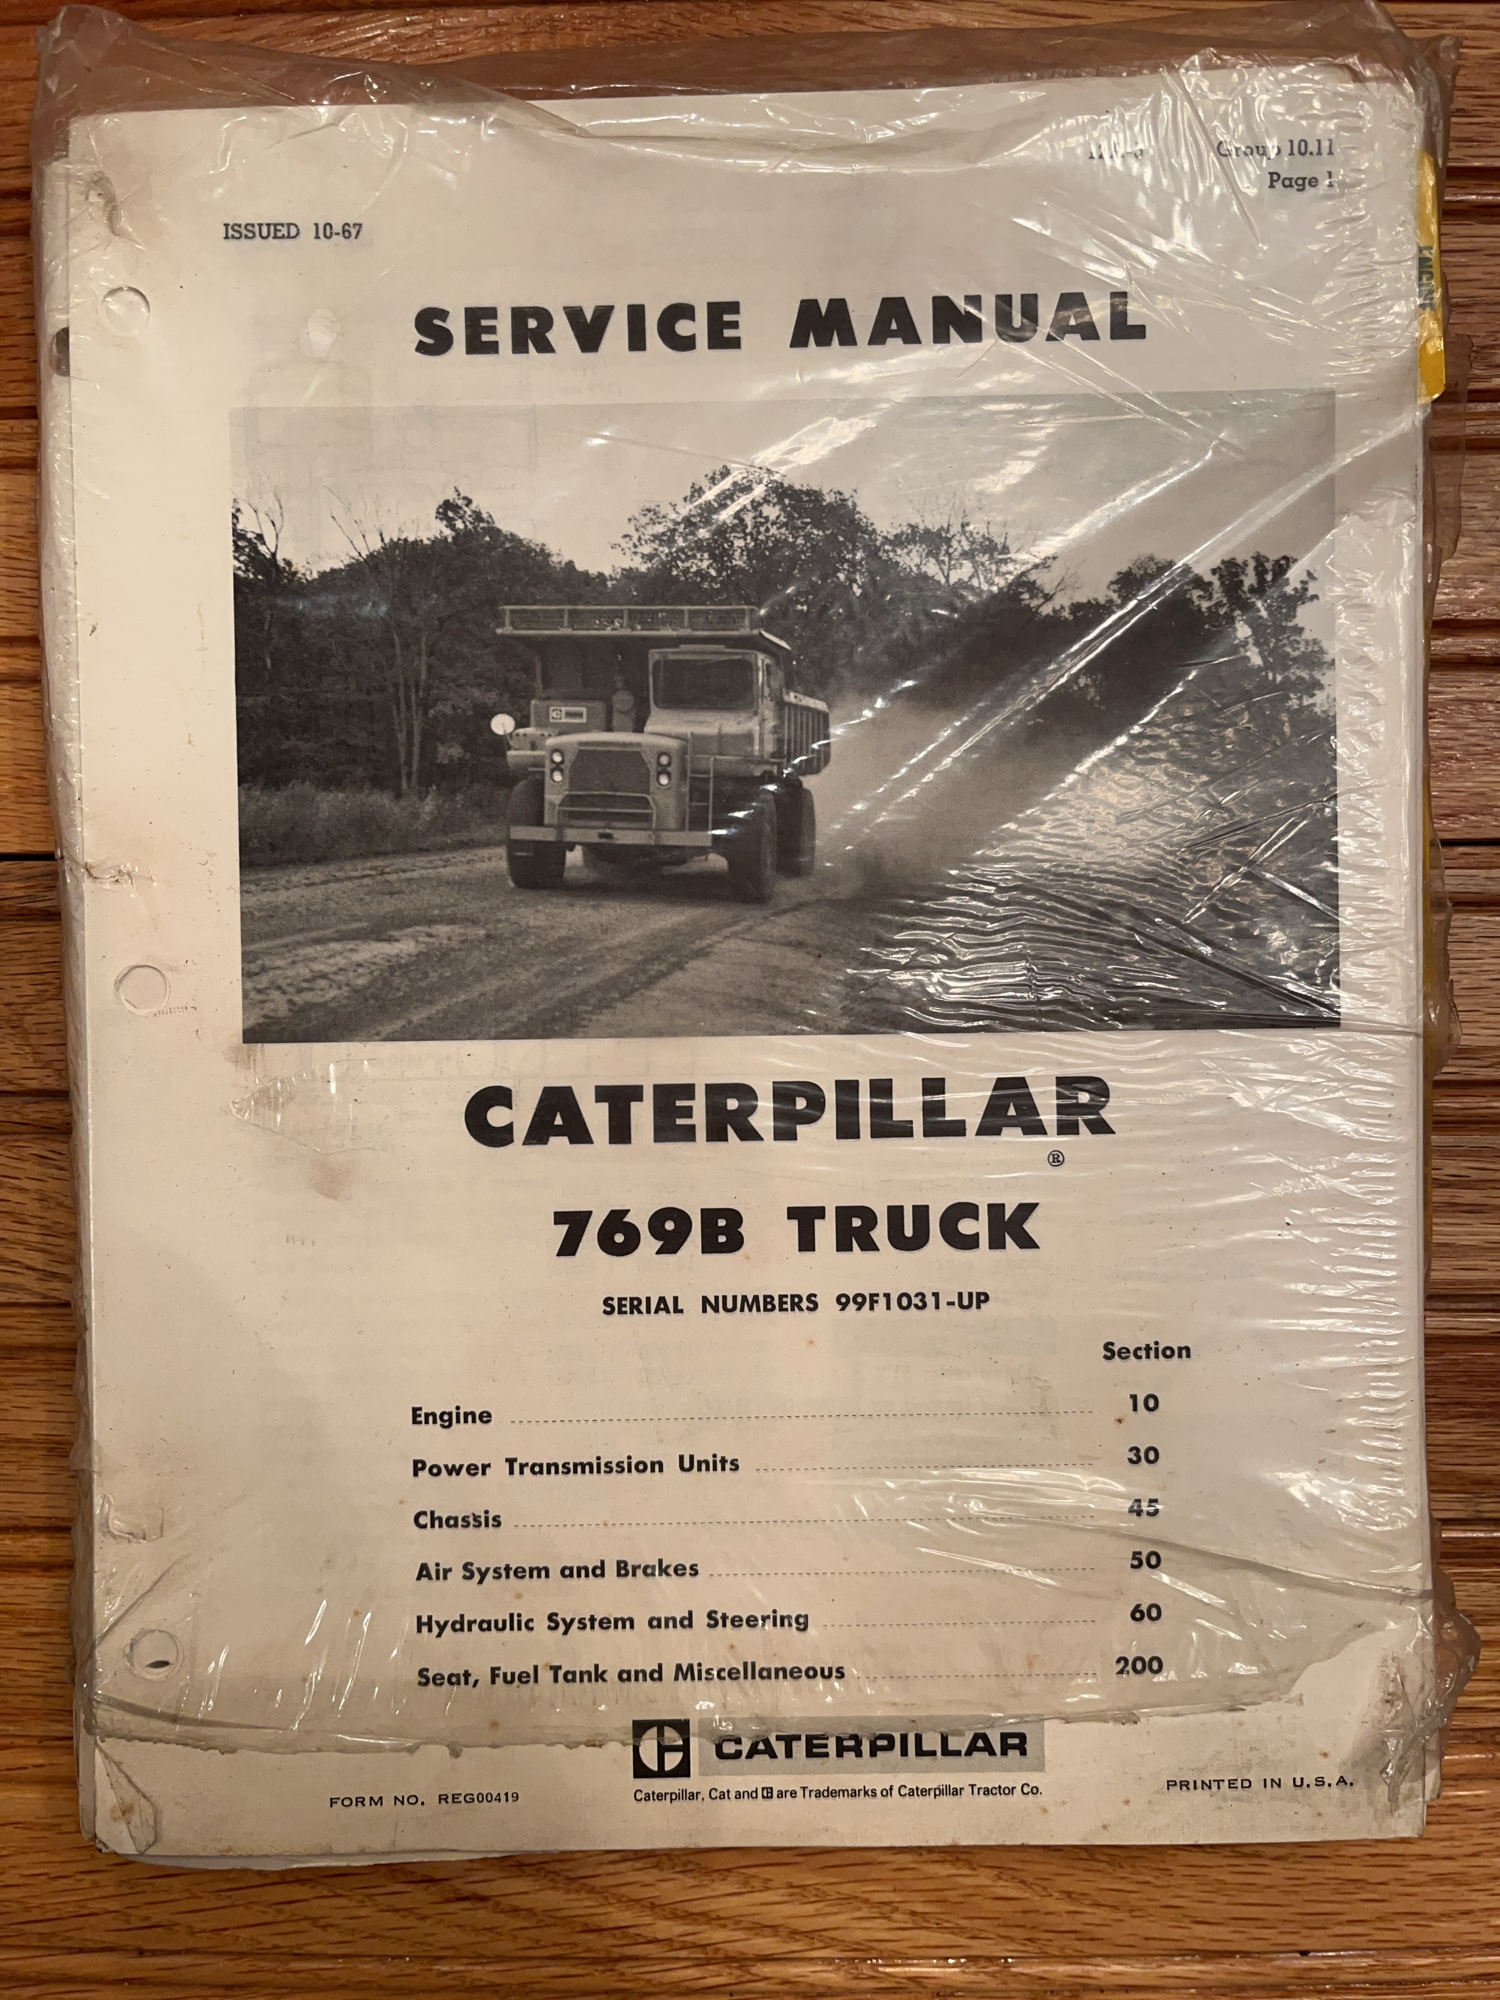 Group 10.11
Page 1
ISSUED 10-67
SERVICE MANUAL
CATERPILLAR
®
769B TRUCK
SERIAL NUMBERS 99F1031-UP
Section
Engine 10
Power Transmission Units 30
Chassis 45
Air System and Brakes 50
Hydraulic System and Steering 60
Seat, Fuel Tank and Miscellaneous 200
CATERPILLAR
FORM NO. REG00419
Caterpillar, Cat and C are Trademarks of Caterpillar Tractor Co.
PRINTED IN U.S.A.